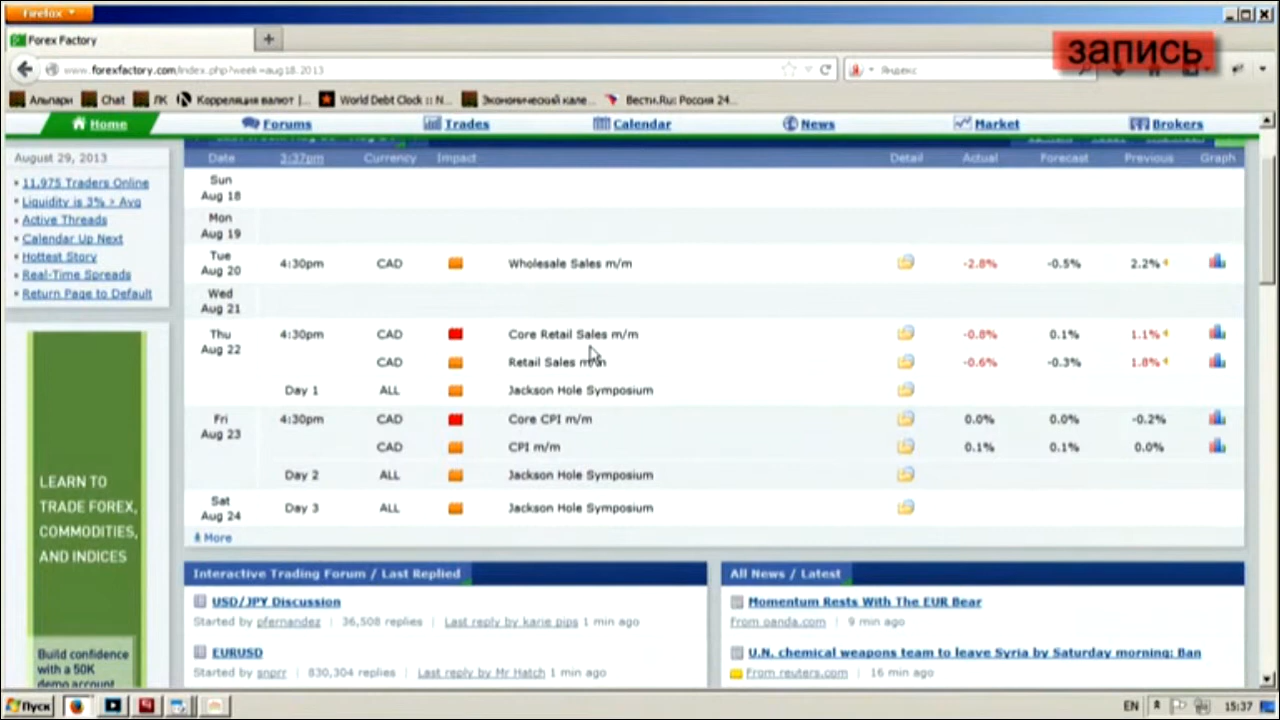 Firefox
Forex Factory
запись
www.forexfactory.com/index.php?week=aug18.2013
Яндекс
Альпари Chat ЛК Корреляция валют |... World Debt Clock :: N... Экономический кале... Вести.Ru: Россия 24...
Home Forums Trades Calendar News Market Brokers
August 29, 2013
11,975 Traders Online
Liquidity is 3% > Avg
Active Threads
Calendar Up Next
Hottest Story
Real-Time Spreads
Return Page to Default
Date 3:37pm Currency Impact Detail Actual Forecast Previous Graph
Sun
Aug 18
Mon
Aug 19
Tue
Aug 20 4:30pm CAD Wholesale Sales m/m -2.8% -0.5% 2.2%
Wed
Aug 21
Thu
Aug 22 4:30pm CAD Core Retail Sales m/m -0.8% 0.1% 1.1%
CAD Retail Sales m/m -0.6% -0.3% 1.8%
Day 1 ALL Jackson Hole Symposium
Fri
Aug 23 4:30pm CAD Core CPI m/m 0.0% 0.0% -0.2%
CAD CPI m/m 0.1% 0.1% 0.0%
Day 2 ALL Jackson Hole Symposium
Sat
Aug 24 Day 3 ALL Jackson Hole Symposium
More
LEARN TO
TRADE FOREX,
COMMODITIES,
AND INDICES
Build confidence
with a 50K
demo account
Interactive Trading Forum / Last Replied
USD/JPY Discussion
Started by pfernandez | 36,508 replies | Last reply by karie pips 1 min ago
EURUSD
Started by snprr | 830,304 replies | Last reply by Mr Hatch 1 min ago
All News / Latest
Momentum Rests With The EUR Bear
From oanda.com | 9 min ago
U.N. chemical weapons team to leave Syria by Saturday morning: Ban
From reuters.com | 16 min ago
Пуск
EN 15:37